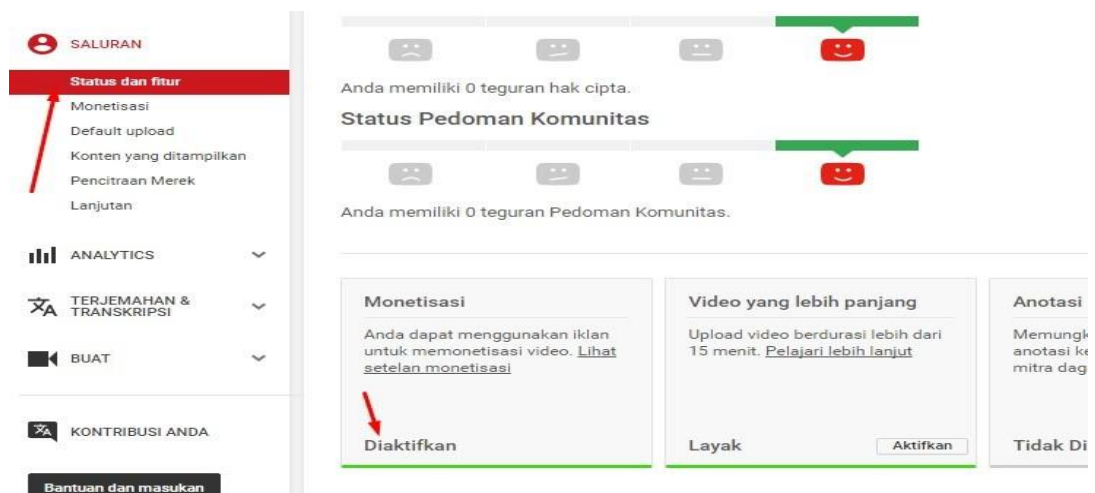 SALURAN
Status dan fitur
Monetisasi
Default upload
Konten yang ditampilkan
Pencitraan Merek
Lanjutan
ANALYTICS
TERJEMAHAN &
TRANSKRIPSI
BUAT
KONTRIBUSI ANDA
Bantuan dan masukan
Anda memiliki 0 teguran hak cipta.
Status Pedoman Komunitas
Anda memiliki 0 teguran Pedoman Komunitas.
Monetisasi
Anda dapat menggunakan iklan
untuk memonetisasi video. Lihat
setelan monetisasi
Diaktifkan
Video yang lebih panjang
Upload video berdurasi lebih dari
15 menit. Pelajari lebih lanjut
Layak
Aktifkan
Anotasi
Memungk
anotasi ke
mitra dag
Tidak Di